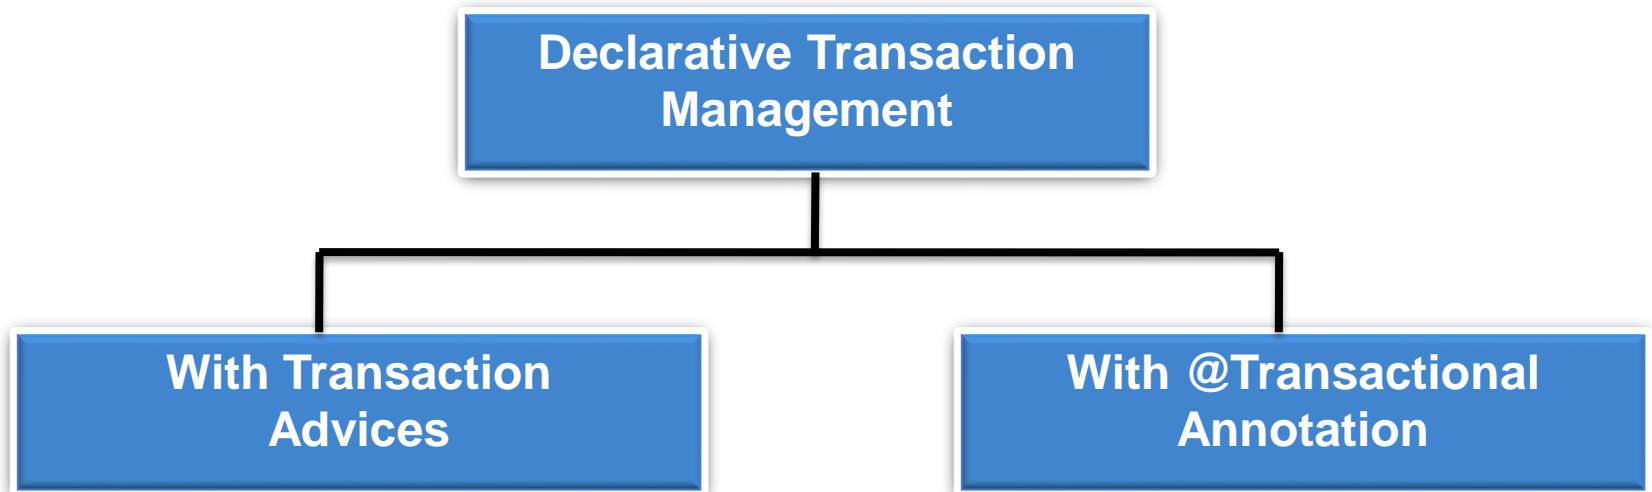 Declarative Transaction
Management
With Transaction
Advices
With @Transactional
Annotation